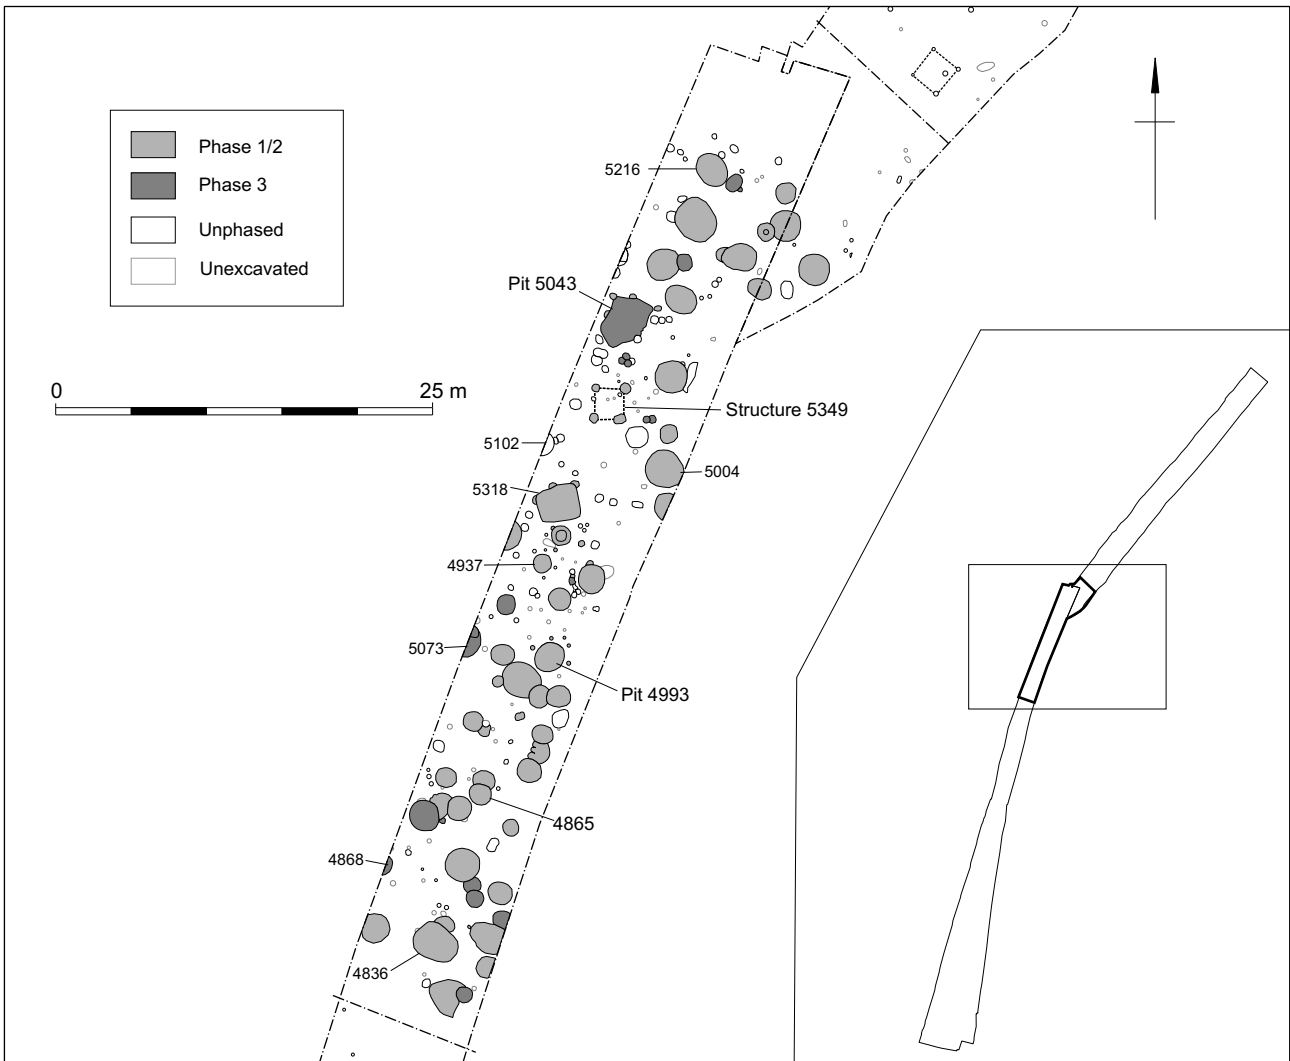 Phase 1/2
Phase 3
Unphased
Unexcavated
0 25 m
5216
Pit 5043
Structure 5349
5102
5004
5318
4937
5073
Pit 4993
4865
4868
4836